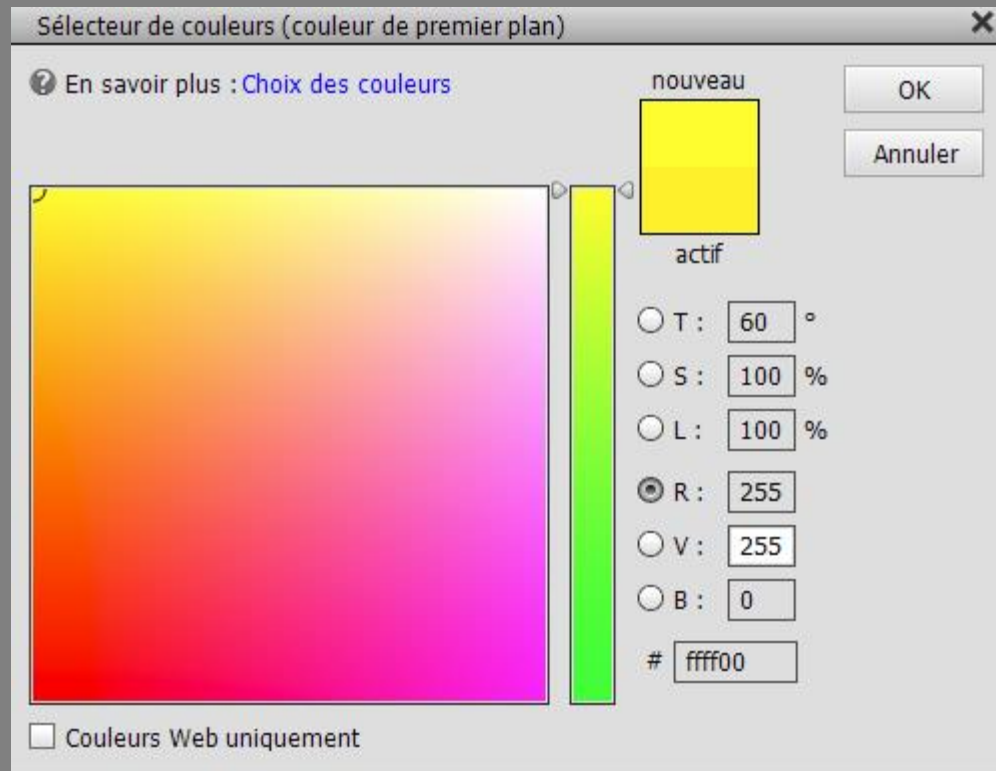 Sélecteur de couleurs (couleur de premier plan)
En savoir plus : Choix des couleurs
nouveau
OK
Annuler
actif
T : 60 °
S : 100 %
L : 100 %
R : 255
V : 255
B : 0
# ffff00
Couleurs Web uniquement